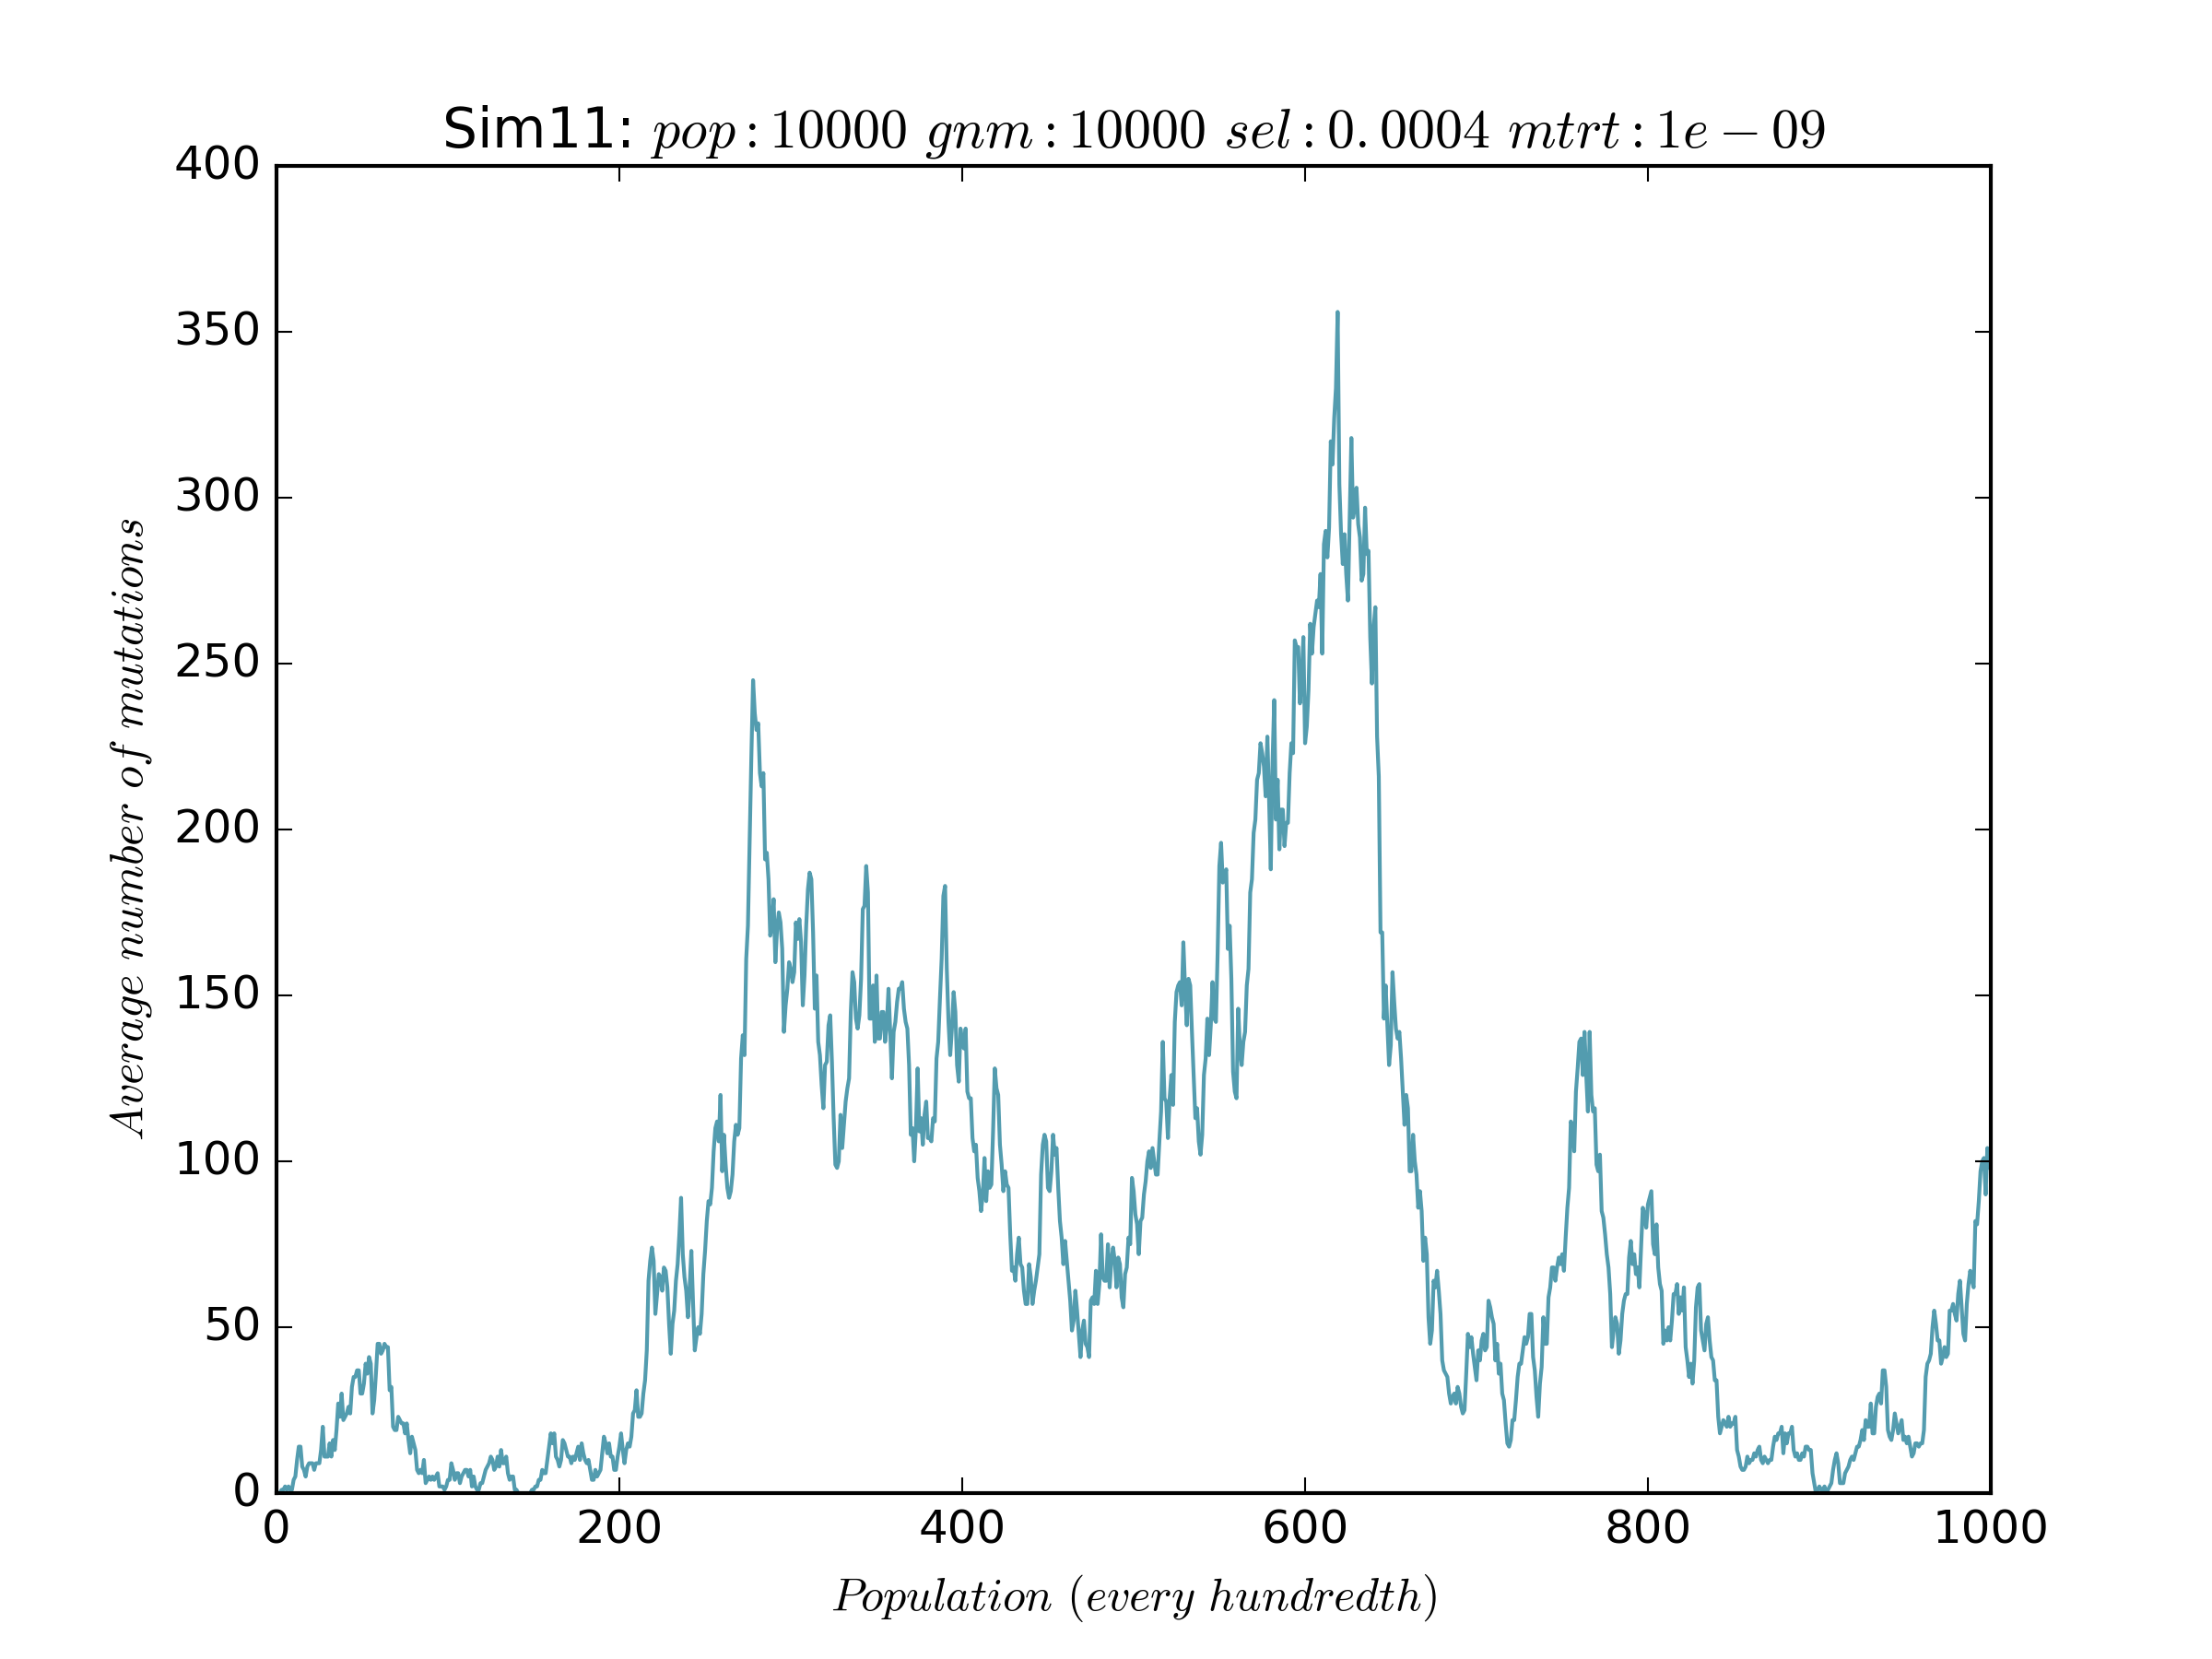 Sim11: pop : 10000 gnm : 10000 sel : 0.0004 mtrt : 1e − 09
400
350
300
250
200
150
100
50
0
Average number of mutations
0 200 400 600 800 1000
Population (every hundredth)